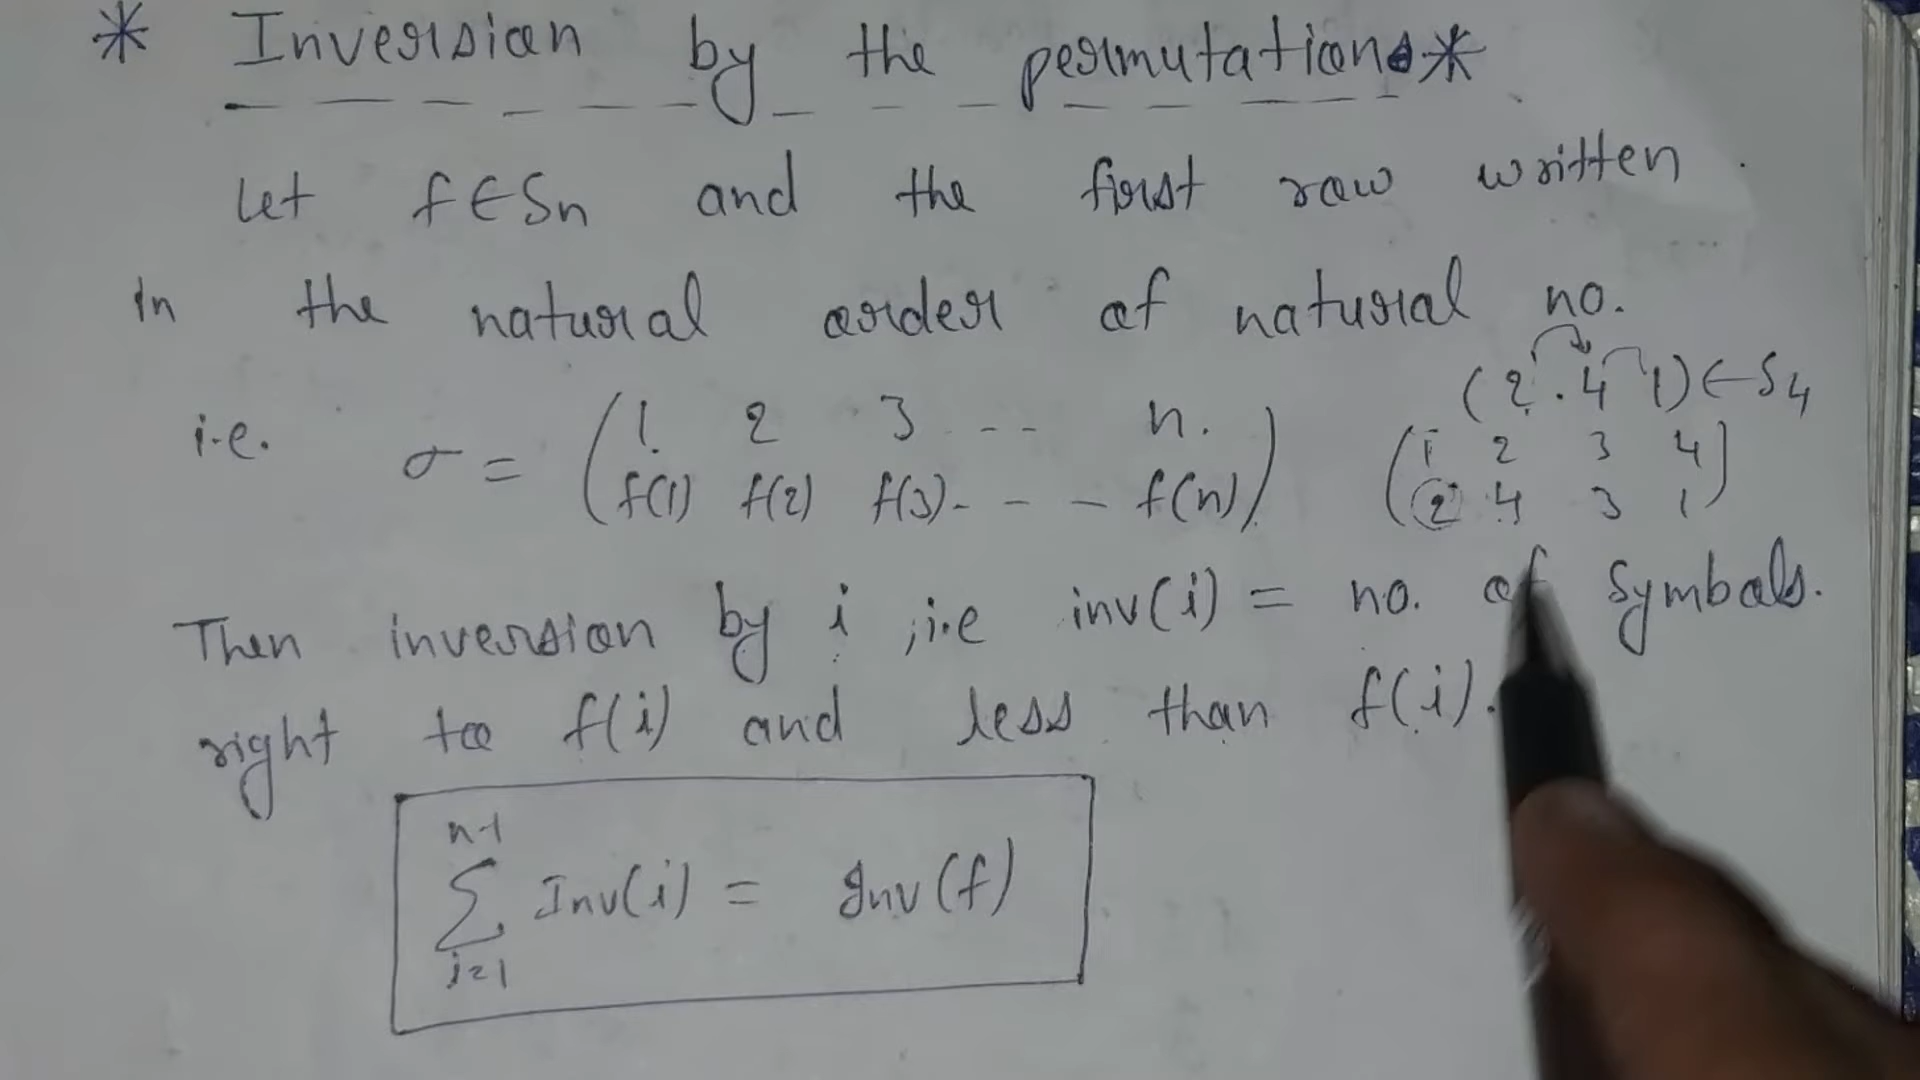 * Inversion by the permutations *
Let f∈Sn and the first row written
in the natural order of natural no.
(2 4 1) ∈ S4
i.e. σ = (1 2 3 -- n.
f(1) f(2) f(3) - - - f(n))
(1 2 3 4
2 4 3 1)
Then inversion by i, i.e inv(i) = no. of symbols.
right to f(i) and less than f(i).
n-1
∑ Inv(i) = Inv(f)
i=1